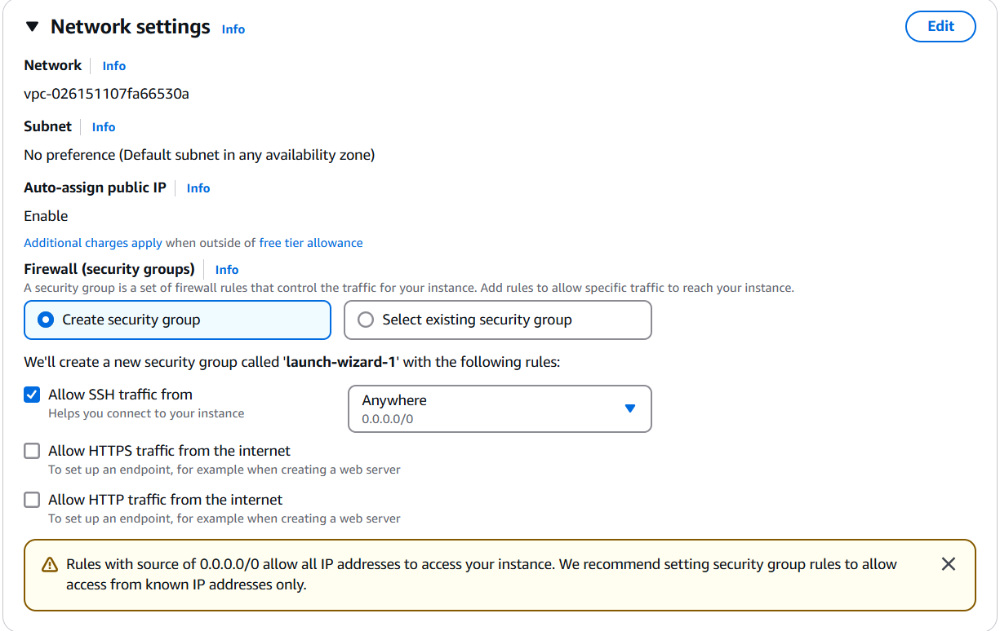 Network settings Info
Edit
Network Info
vpc-026151107fa66530a
Subnet Info
No preference (Default subnet in any availability zone)
Auto-assign public IP Info
Enable
Additional charges apply when outside of free tier allowance
Firewall (security groups) Info
A security group is a set of firewall rules that control the traffic for your instance. Add rules to allow specific traffic to reach your instance.
Create security group
Select existing security group
We'll create a new security group called 'launch-wizard-1' with the following rules:
Allow SSH traffic from
Helps you connect to your instance
Anywhere
0.0.0.0/0
Allow HTTPS traffic from the internet
To set up an endpoint, for example when creating a web server
Allow HTTP traffic from the internet
To set up an endpoint, for example when creating a web server
Rules with source of 0.0.0.0/0 allow all IP addresses to access your instance. We recommend setting security group rules to allow
access from known IP addresses only.